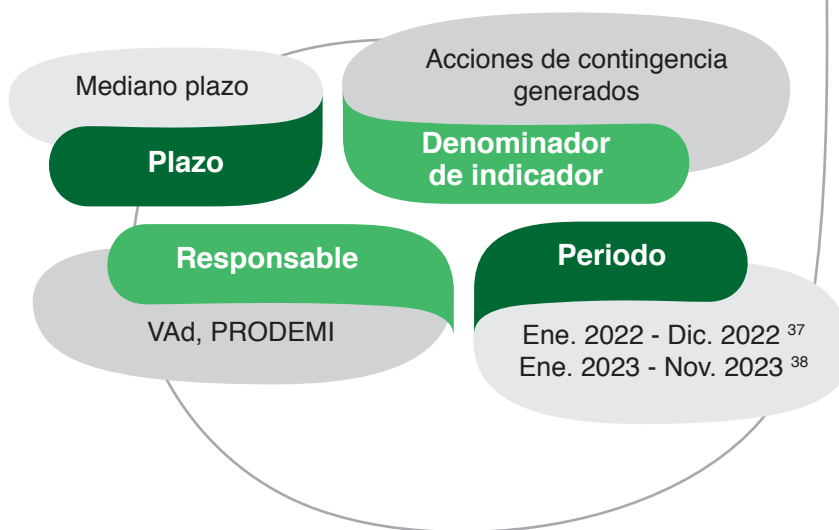 Mediano plazo
Plazo
Acciones de contingencia
generados
Denominador
de indicador
Responsable
VAd, PRODEMI
Periodo
Ene. 2022 - Dic. 2022 37
Ene. 2023 - Nov. 2023 38